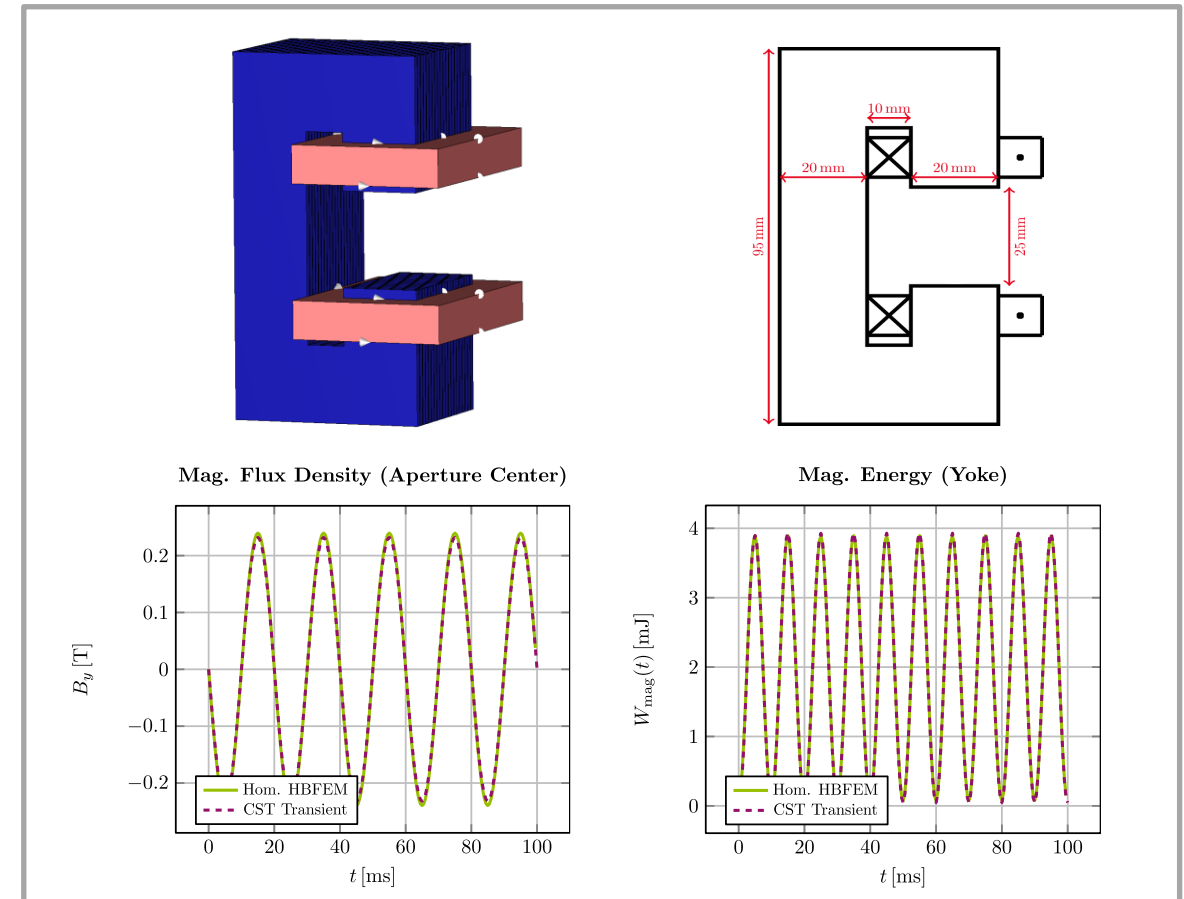 10 mm
20 mm
20 mm
95 mm
25 mm
Mag. Flux Density (Aperture Center)
0.2
0.1
0
−0.1
−0.2
B_y [T]
Hom. HBFEM
CST Transient
0 20 40 60 80 100
t [ms]
Mag. Energy (Yoke)
4
3
2
1
0
W_mag(t) [mJ]
Hom. HBFEM
CST Transient
0 20 40 60 80 100
t [ms]